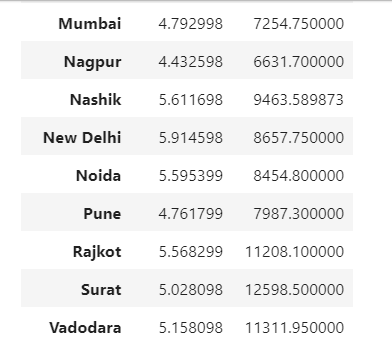 Mumbai 4.792998 7254.750000
Nagpur 4.432598 6631.700000
Nashik 5.611698 9463.589873
New Delhi 5.914598 8657.750000
Noida 5.595399 8454.800000
Pune 4.761799 7987.300000
Rajkot 5.568299 11208.100000
Surat 5.028098 12598.500000
Vadodara 5.158098 11311.950000